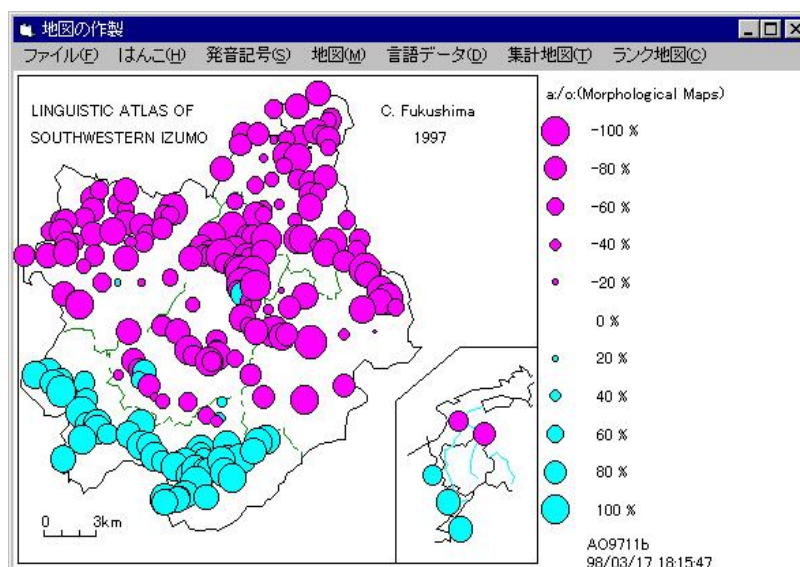 地図の作製
ファイル(F) はんこ(H) 発音記号(S) 地図(M) 言語データ(D) 集計地図(T) ランク地図(C)
LINGUISTIC ATLAS OF
SOUTHWESTERN IZUMO
C. Fukushima
1997
a:/o:(Morphological Maps)
-100 %
-80 %
-60 %
-40 %
-20 %
0 %
20 %
40 %
60 %
80 %
100 %
0 3km
AO9711b
98/03/17 18:15:47